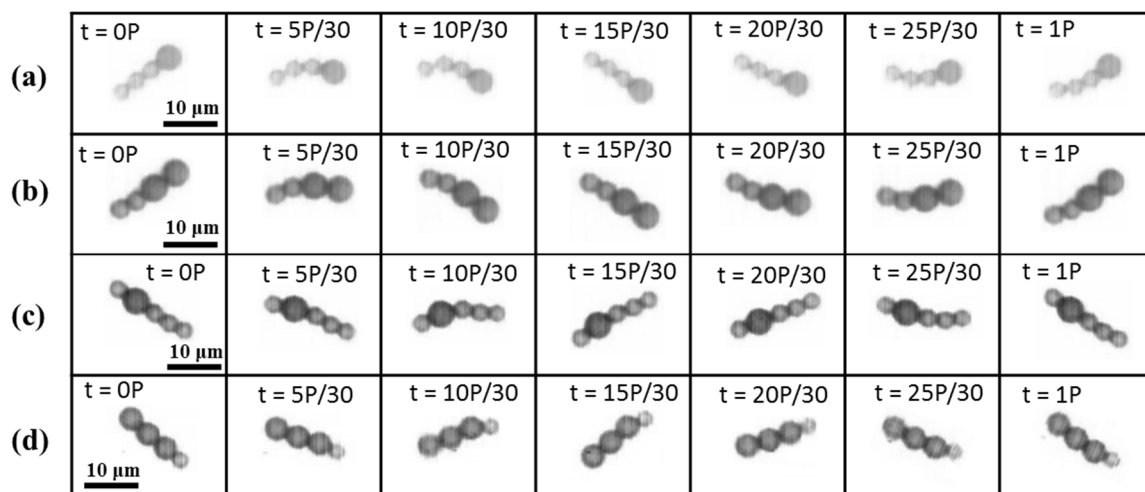 t = 0P t = 5P/30 t = 10P/30 t = 15P/30 t = 20P/30 t = 25P/30 t = 1P
(a)
10 µm
t = 0P t = 5P/30 t = 10P/30 t = 15P/30 t = 20P/30 t = 25P/30 t = 1P
(b)
10 µm
t = 0P t = 5P/30 t = 10P/30 t = 15P/30 t = 20P/30 t = 25P/30 t = 1P
(c)
10 µm
t = 0P t = 5P/30 t = 10P/30 t = 15P/30 t = 20P/30 t = 25P/30 t = 1P
(d)
10 µm